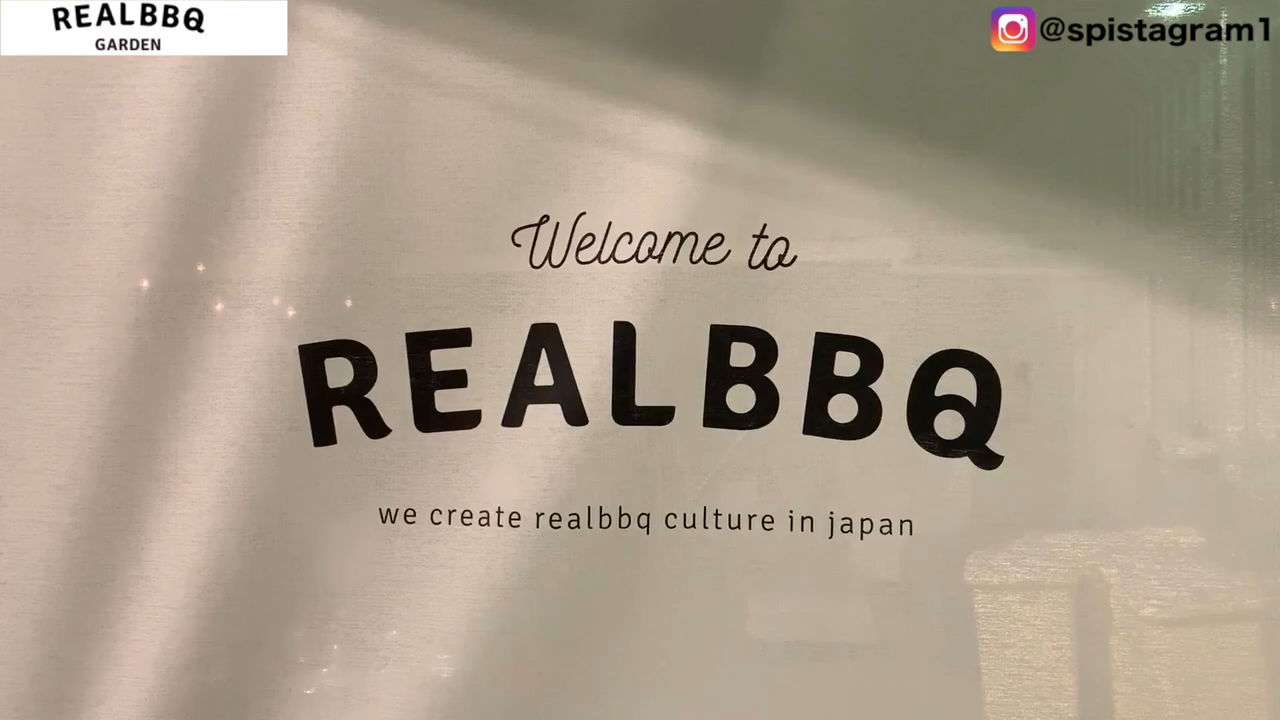 REALBBQ
GARDEN
@spistagram1
Welcome to
REALBBQ
we create realbbq culture in japan